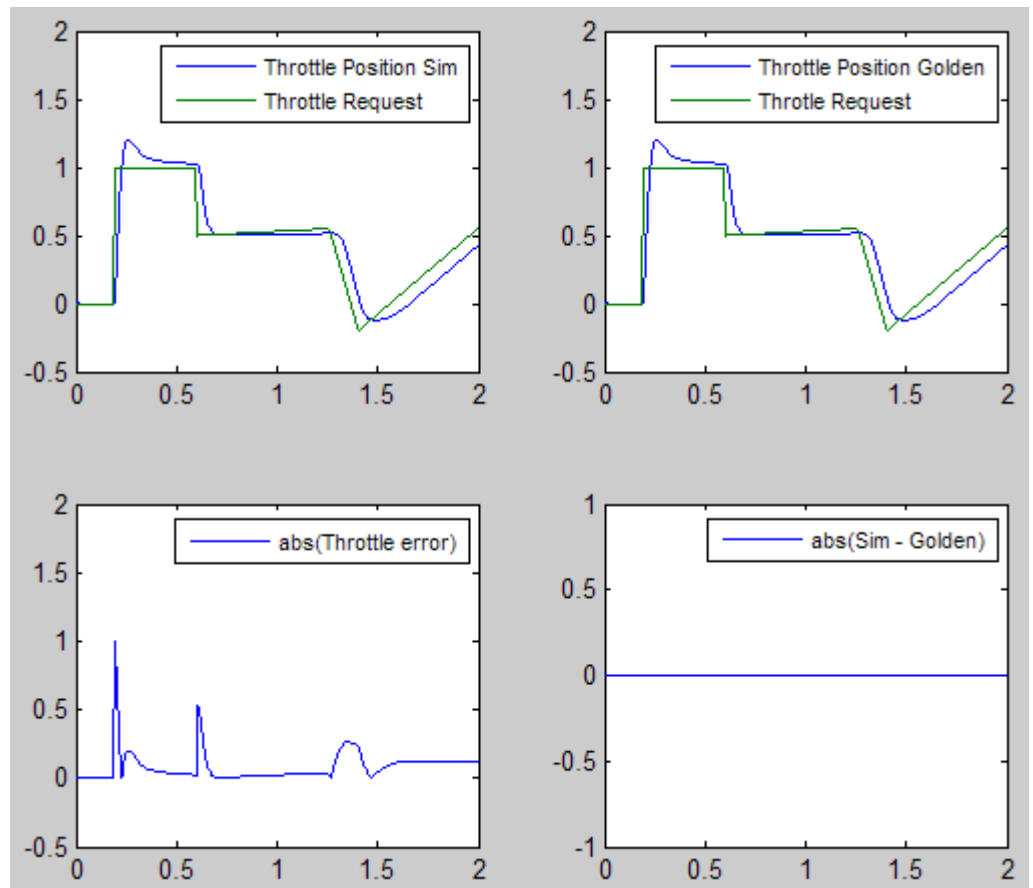 2
1.5
1
0.5
0
-0.5
0 0.5 1 1.5 2
Throttle Position Sim
Throttle Request
2
1.5
1
0.5
0
-0.5
0 0.5 1 1.5 2
Throttle Position Golden
Throtle Request
2
1.5
1
0.5
0
-0.5
0 0.5 1 1.5 2
abs(Throttle error)
1
0.5
0
-0.5
-1
0 0.5 1 1.5 2
abs(Sim - Golden)